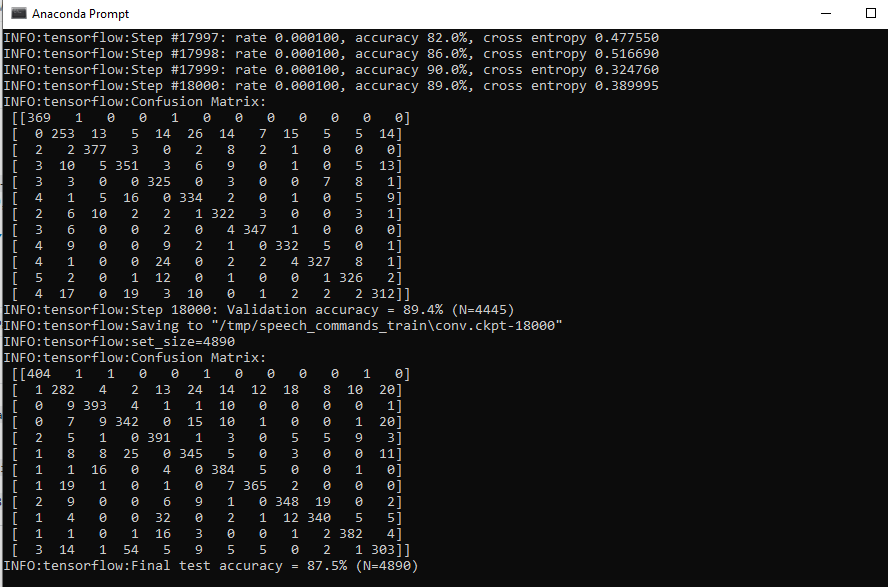 Anaconda Prompt
INFO:tensorflow:Step #17997: rate 0.000100, accuracy 82.0%, cross entropy 0.477550
INFO:tensorflow:Step #17998: rate 0.000100, accuracy 86.0%, cross entropy 0.516690
INFO:tensorflow:Step #17999: rate 0.000100, accuracy 90.0%, cross entropy 0.324760
INFO:tensorflow:Step #18000: rate 0.000100, accuracy 89.0%, cross entropy 0.389995
INFO:tensorflow:Confusion Matrix:
 [[369   1   0   0   1   0   0   0   0   0   0   0]
 [  0 253  13   5  14  26  14   7  15   5   5  14]
 [  2   2 377   3   0   2   8   2   1   0   0   0]
 [  3  10   5 351   3   6   9   0   1   0   5  13]
 [  3   3   0   0 325   0   3   0   0   7   8   1]
 [  4   1   5  16   0 334   2   0   1   0   5   9]
 [  2   6  10   2   2   1 322   3   0   0   3   1]
 [  3   6   0   0   2   0   4 347   1   0   0   0]
 [  4   9   0   0   9   2   1   0 332   5   0   1]
 [  4   1   0   0  24   0   2   2   4 327   8   1]
 [  5   2   0   1  12   0   1   0   0   1 326   2]
 [  4  17   0  19   3  10   0   1   2   2   2 312]]
INFO:tensorflow:Step 18000: Validation accuracy = 89.4% (N=4445)
INFO:tensorflow:Saving to "/tmp/speech_commands_train\conv.ckpt-18000"
INFO:tensorflow:set_size=4890
INFO:tensorflow:Confusion Matrix:
 [[404   1   1   0   0   1   0   0   0   0   1   0]
 [  1 282   4   2  13  24  14  12  18   8  10  20]
 [  0   9 393   4   1   1  10   0   0   0   0   1]
 [  0   7   9 342   0  15  10   1   0   0   1  20]
 [  2   5   1   0 391   1   3   0   5   5   9   3]
 [  1   8   8  25   0 345   5   0   3   0   0  11]
 [  1   1  16   0   4   0 384   5   0   0   1   0]
 [  1  19   1   0   1   0   7 365   2   0   0   0]
 [  2   9   0   0   6   9   1   0 348  19   0   2]
 [  1   4   0   0  32   0   2   1  12 340   5   5]
 [  1   1   0   1  16   3   0   0   1   2 382   4]
 [  3  14   1  54   5   9   5   5   0   2   1 303]]
INFO:tensorflow:Final test accuracy = 87.5% (N=4890)